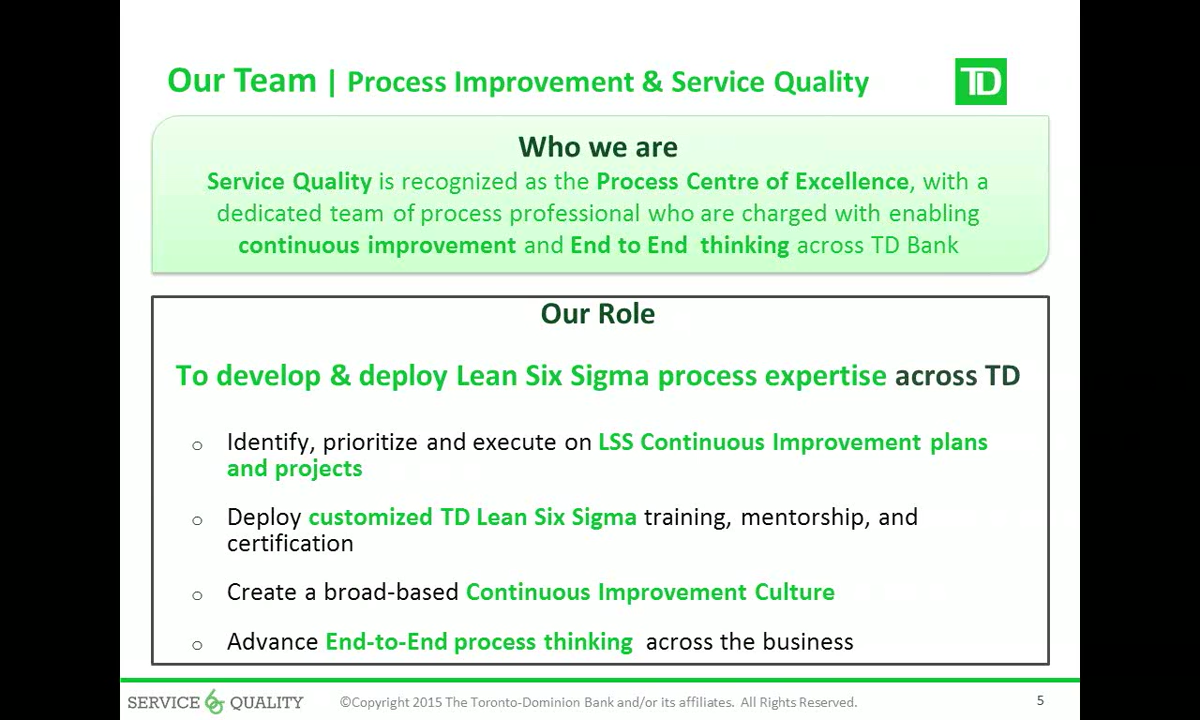 Our Team | Process Improvement & Service Quality
TD
Who we are
Service Quality is recognized as the Process Centre of Excellence, with a
dedicated team of process professional who are charged with enabling
continuous improvement and End to End thinking across TD Bank
Our Role
To develop & deploy Lean Six Sigma process expertise across TD
o Identify, prioritize and execute on LSS Continuous Improvement plans
and projects
o Deploy customized TD Lean Six Sigma training, mentorship, and
certification
o Create a broad-based Continuous Improvement Culture
o Advance End-to-End process thinking across the business
SERVICE QUALITY ©Copyright 2015 The Toronto-Dominion Bank and/or its affiliates. All Rights Reserved. 5